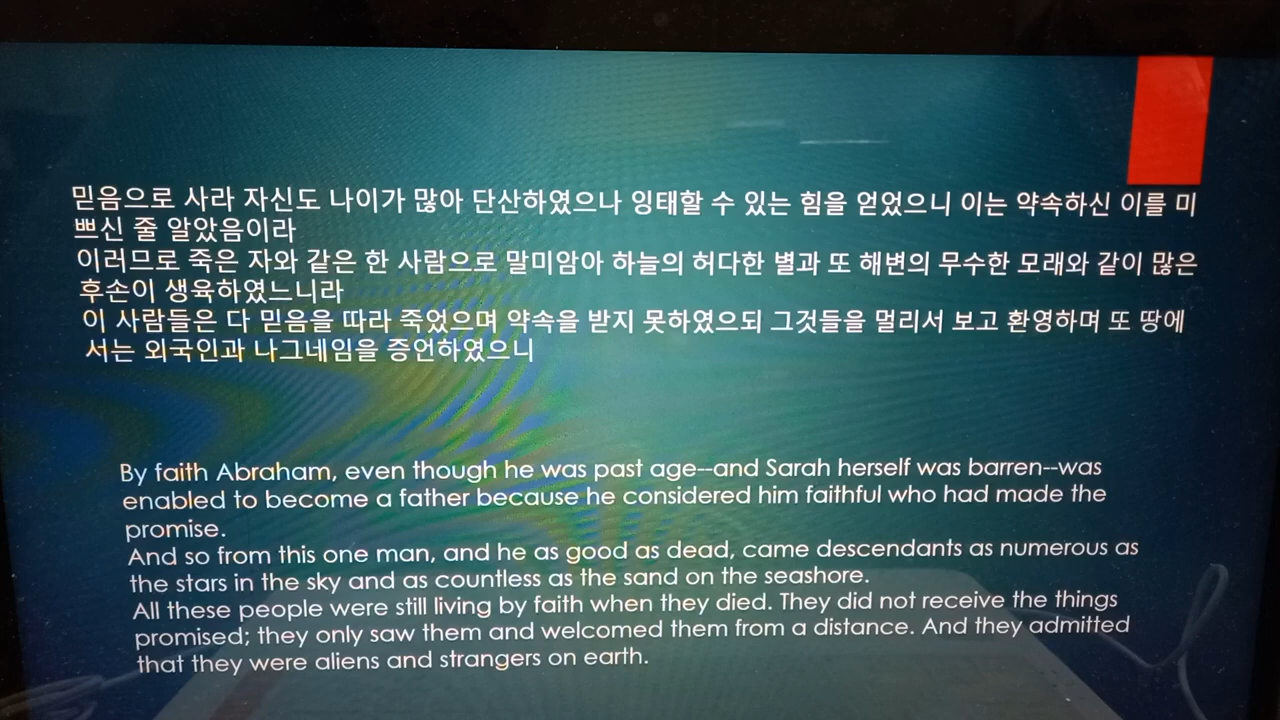 믿음으로 사라 자신도 나이가 많아 단산하였으나 잉태할 수 있는 힘을 얻었으니 이는 약속하신 이를 미
쁘신 줄 알았음이라
이러므로 죽은 자와 같은 한 사람으로 말미암아 하늘의 허다한 별과 또 해변의 무수한 모래와 같이 많은
후손이 생육하였느니라
이 사람들은 다 믿음을 따라 죽었으며 약속을 받지 못하였으되 그것들을 멀리서 보고 환영하며 또 땅에
서는 외국인과 나그네임을 증언하였으니
By faith Abraham, even though he was past age--and Sarah herself was barren--was
enabled to become a father because he considered him faithful who had made the
promise.
And so from this one man, and he as good as dead, came descendants as numerous as
the stars in the sky and as countless as the sand on the seashore.
All these people were still living by faith when they died. They did not receive the things
promised; they only saw them and welcomed them from a distance. And they admitted
that they were aliens and strangers on earth.